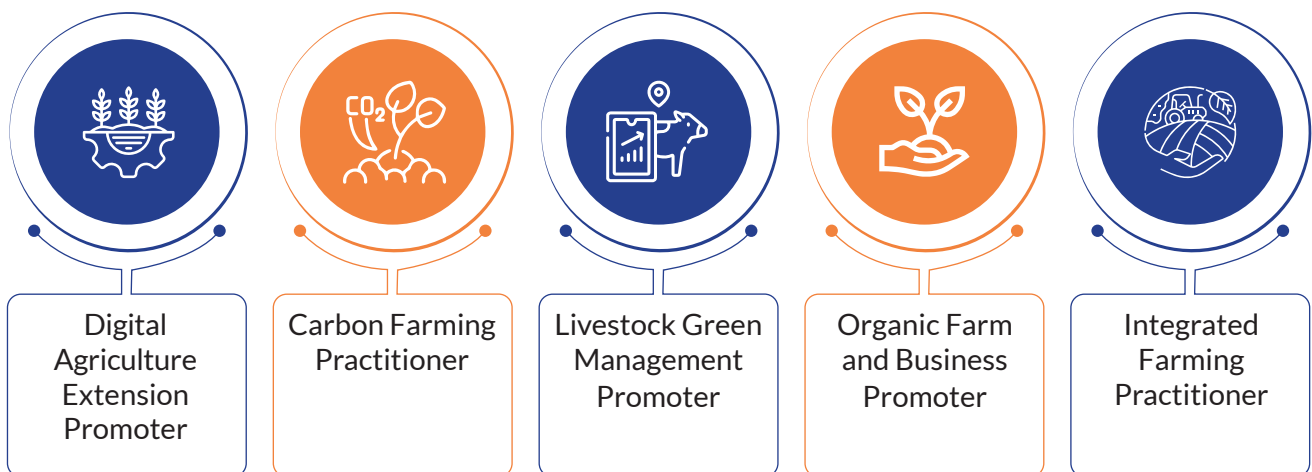 CO2
Digital
Agriculture
Extension
Promoter
Carbon Farming
Practitioner
Livestock Green
Management
Promoter
Organic Farm
and Business
Promoter
Integrated
Farming
Practitioner